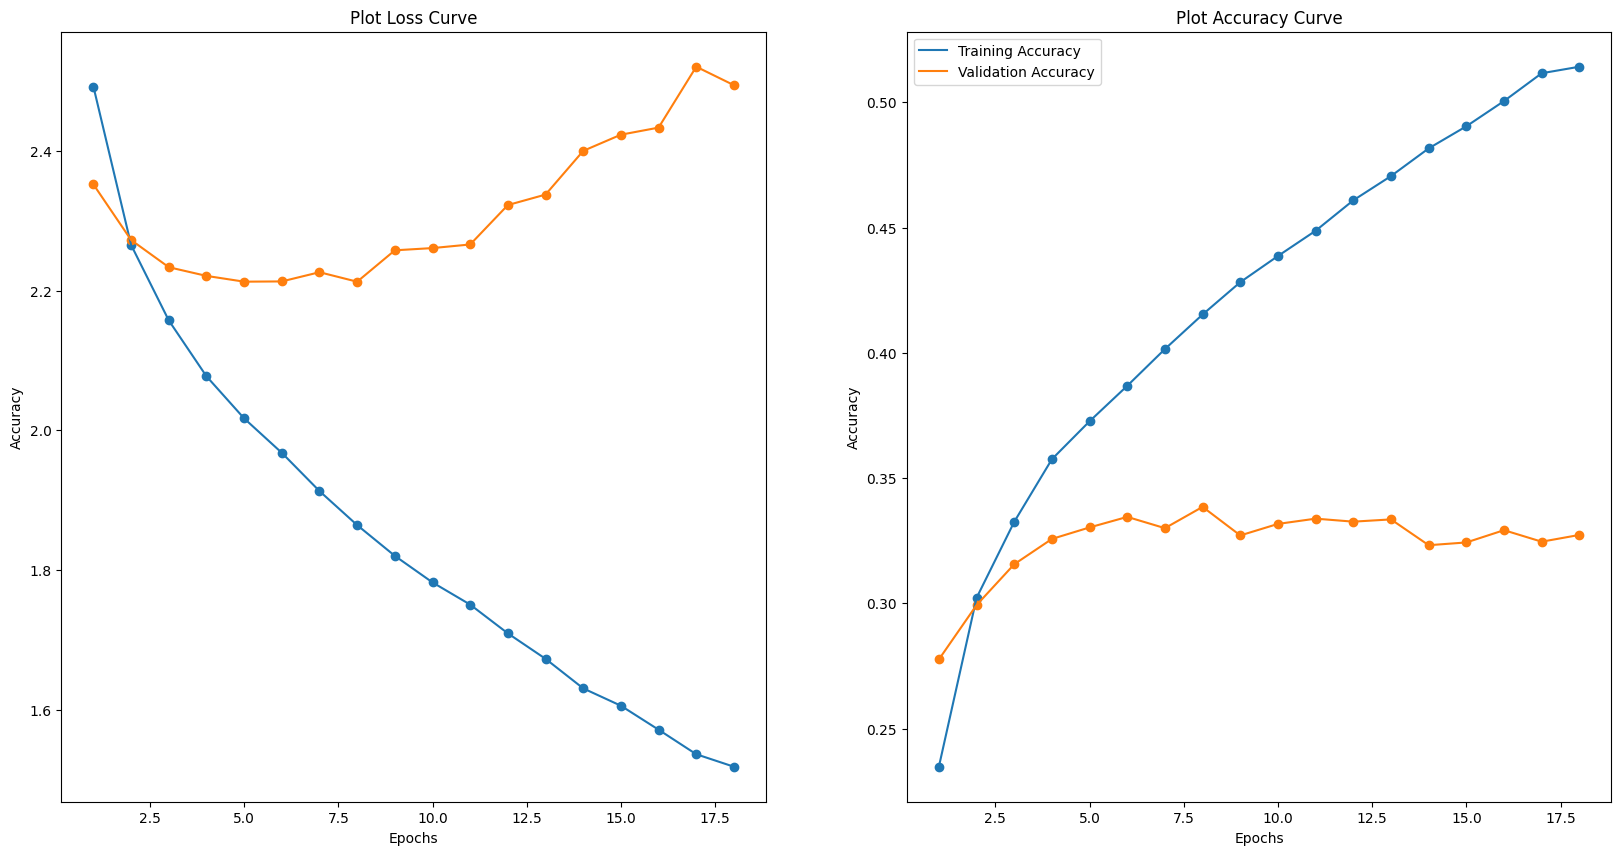 Plot Loss Curve
Accuracy
2.4
2.2
2.0
1.8
1.6
2.5 5.0 7.5 10.0 12.5 15.0 17.5
Epochs
Plot Accuracy Curve
Training Accuracy
Validation Accuracy
Accuracy
0.50
0.45
0.40
0.35
0.30
0.25
2.5 5.0 7.5 10.0 12.5 15.0 17.5
Epochs